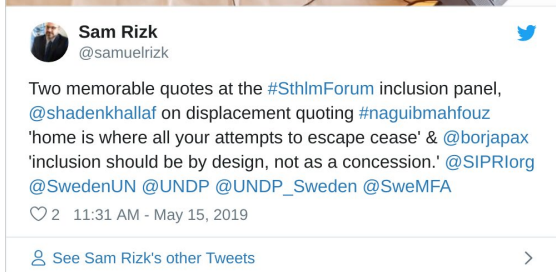 Sam Rizk
@samuelrizk
Two memorable quotes at the #SthlmForum inclusion panel,
@shadenkhallaf on displacement quoting #naguibmahfouz
'home is where all your attempts to escape cease' & @borjapax
'inclusion should be by design, not as a concession.' @SIPRIorg
@SwedenUN @UNDP @UNDP_Sweden @SweMFA
2 11:31 AM - May 15, 2019
See Sam Rizk's other Tweets